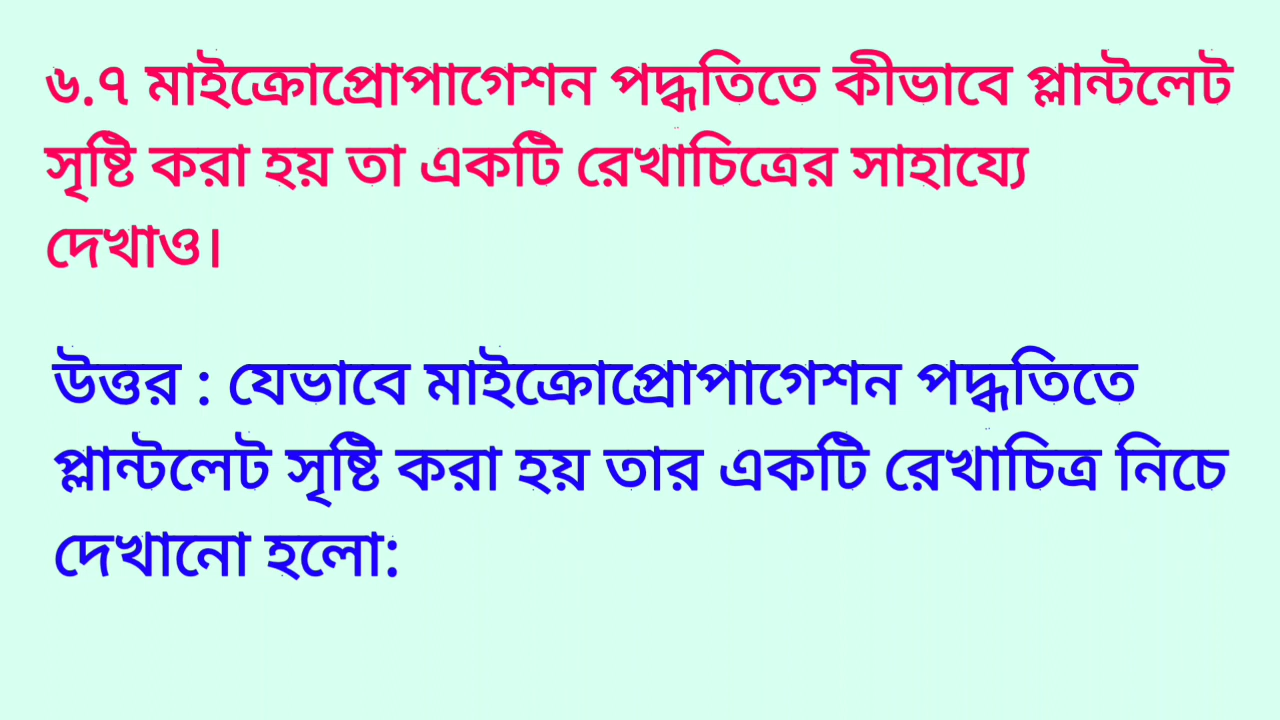 ৬.৭ মাইক্রোপ্রোপাগেশন পদ্ধতিতে কীভাবে প্লান্টলেট
সৃষ্টি করা হয় তা একটি রেখাচিত্রের সাহায্যে
দেখাও।
উত্তর : যেভাবে মাইক্রোপ্রোপাগেশন পদ্ধতিতে
প্লান্টলেট সৃষ্টি করা হয় তার একটি রেখাচিত্র নিচে
দেখানো হলো: